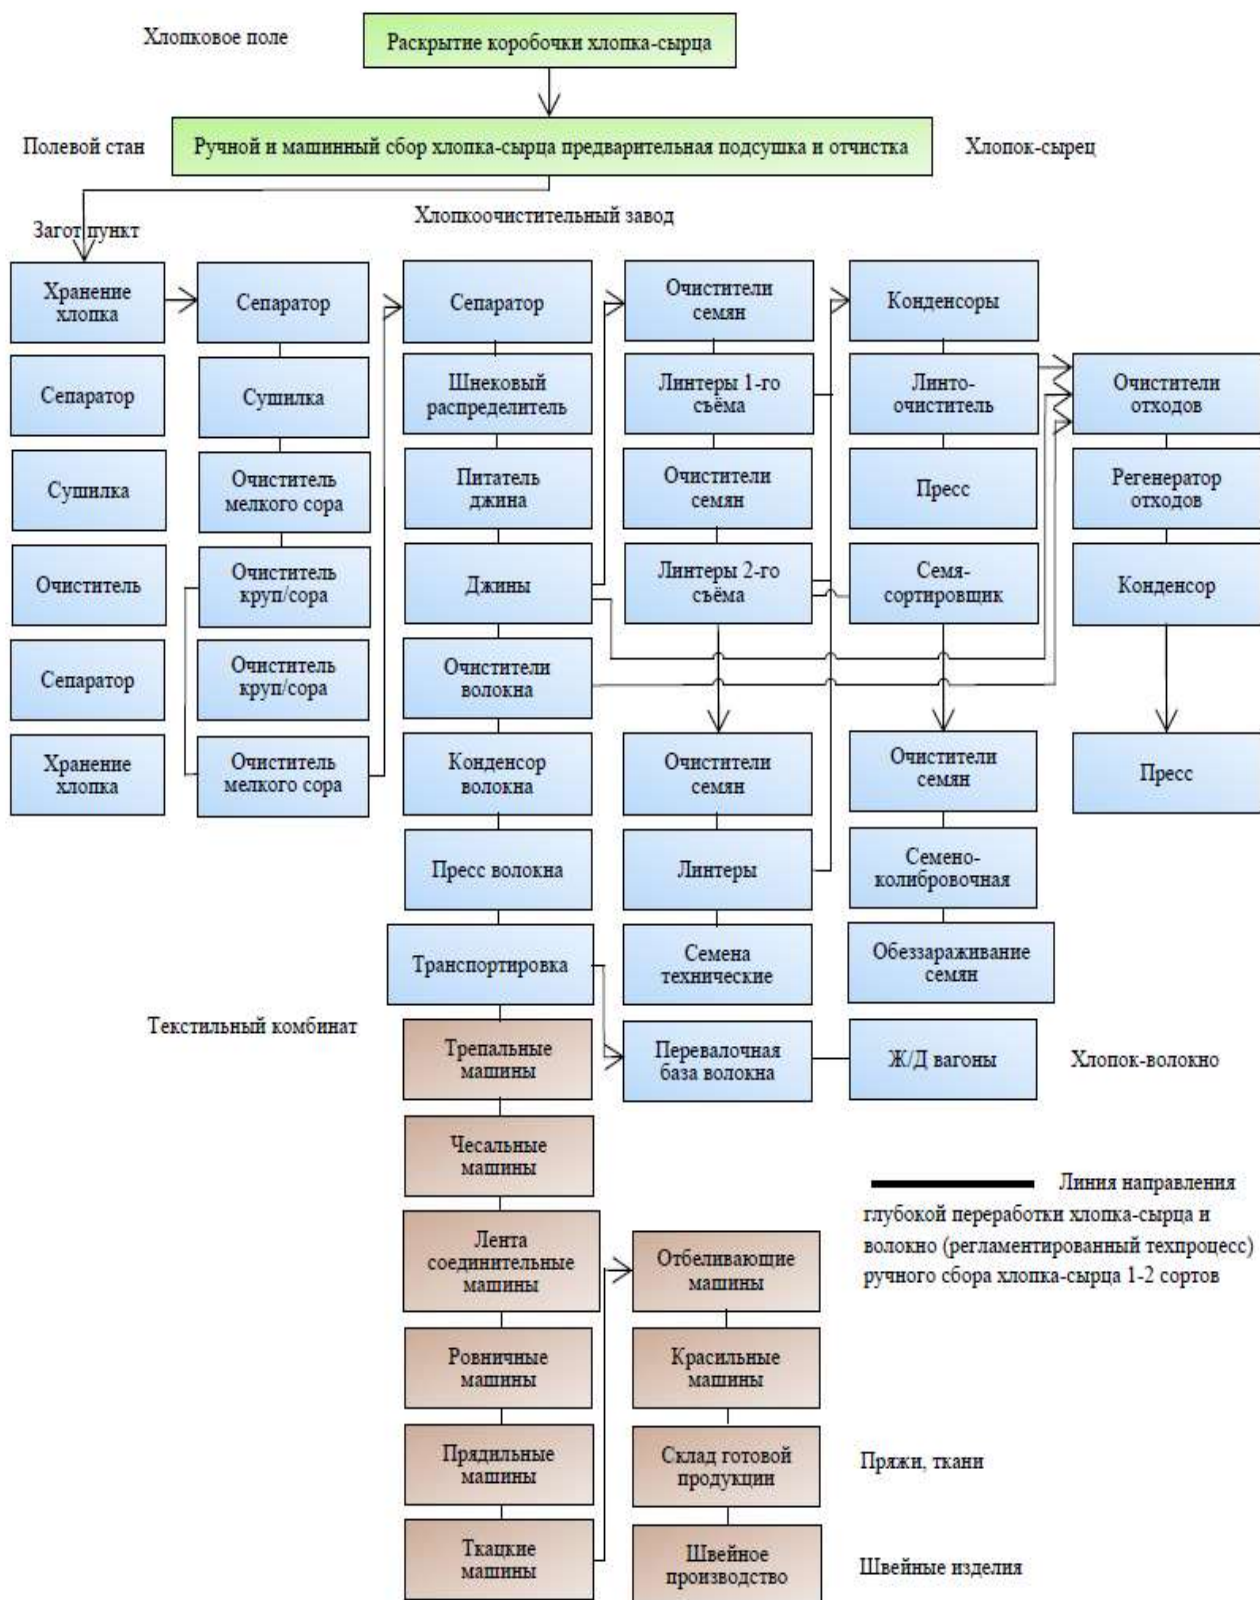 Хлопковое поле
Раскрытие коробочки хлопка-сырца
Полевой стан
Ручной и машинный сбор хлопка-сырца предварительная подсушка и отчистка
Хлопок-сырец
Хлопкоочистительный завод
Загот пункт
Хранение
хлопка
Сепаратор
Сушилка
Очиститель
Сепаратор
Хранение
хлопка
Сепаратор
Сушилка
Очиститель
мелкого сора
Очиститель
круп/сора
Очиститель
круп/сора
Очиститель
мелкого сора
Сепаратор
Шнековый
распределитель
Питатель
джина
Джины
Очистители
волокна
Конденсор
волокна
Пресс волокна
Транспортировка
Очистители
семян
Линтеры 1-го
съёма
Очистители
семян
Линтеры 2-го
съёма
Очистители
семян
Линтеры
Семена
технические
Перевалочная
база волокна
Конденсоры
Линто-
очиститель
Пресс
Семя-
сортировщик
Очистители
семян
Семено-
колибровочная
Обеззараживание
семян
Ж/Д вагоны
Хлопок-волокно
Очистители
отходов
Регенератор
отходов
Конденсор
Пресс
Текстильный комбинат
Трепальные
машины
Чесальные
машины
Лента
соединительные
машины
Ровничные
машины
Прядильные
машины
Ткацкие
машины
Отбеливающие
машины
Красильные
машины
Склад готовой
продукции
Швейное
производство
Линия направления
глубокой переработки хлопка-сырца и
волокно (регламентированный техпроцесс)
ручного сбора хлопка-сырца 1-2 сортов
Пряжи, ткани
Швейные изделия